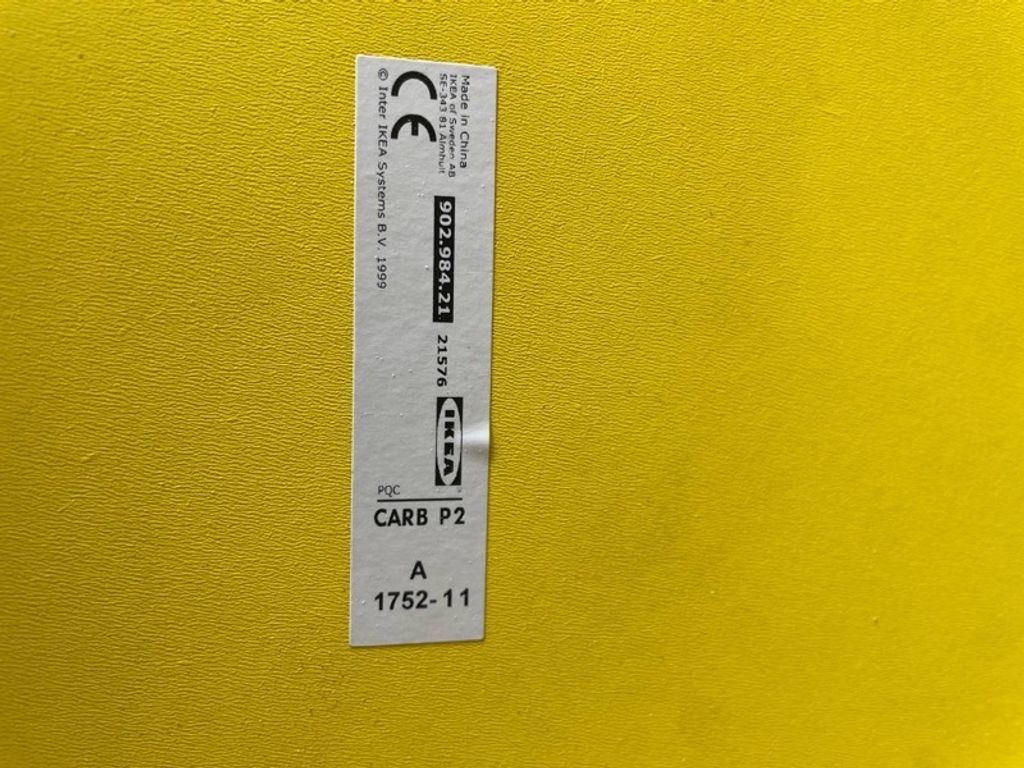 Made in China
IKEA of Sweden AB
SE-343 81 Älmhult
CE
902.984.21
21576
IKEA
® 
© Inter IKEA Systems B.V. 1999
PQC
CARB P2
A
1752-11